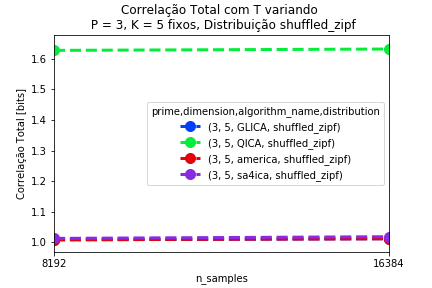 Correlação Total com T variando
P = 3, K = 5 fixos, Distribuição shuffled_zipf
Correlação Total [bits]
1.6
1.5
1.4
1.3
1.2
1.1
1.0
prime,dimension,algorithm_name,distribution
(3, 5, GLICA, shuffled_zipf)
(3, 5, QICA, shuffled_zipf)
(3, 5, america, shuffled_zipf)
(3, 5, sa4ica, shuffled_zipf)
8192
16384
n_samples